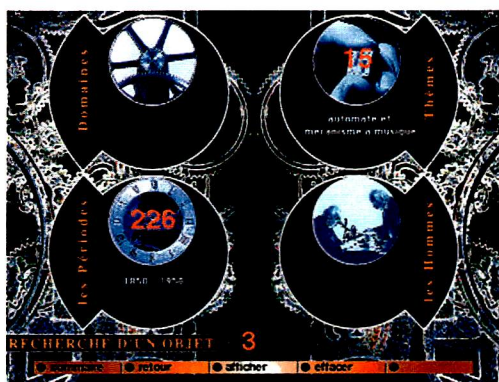 Domaines
15
Thèmes
automate et
mécanisme à musique
les Périodes
226
1850 - 1950
les Hommes
RECHERCHE D'UN OBJET 3
sommaire retour afficher effacer